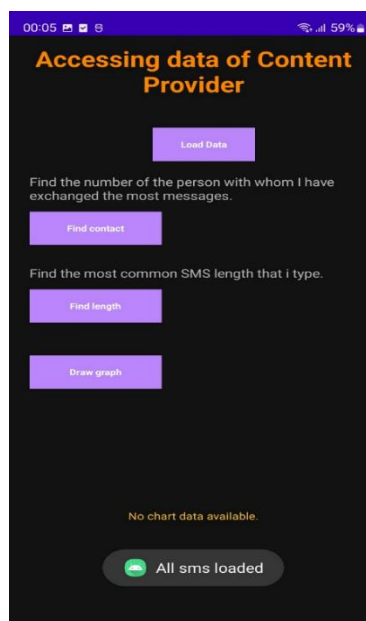 00:05
59%
Accessing data of Content
Provider
Load Data
Find the number of the person with whom I have
exchanged the most messages.
Find contact
Find the most common SMS length that i type.
Find length
Draw graph
No chart data available.
All sms loaded